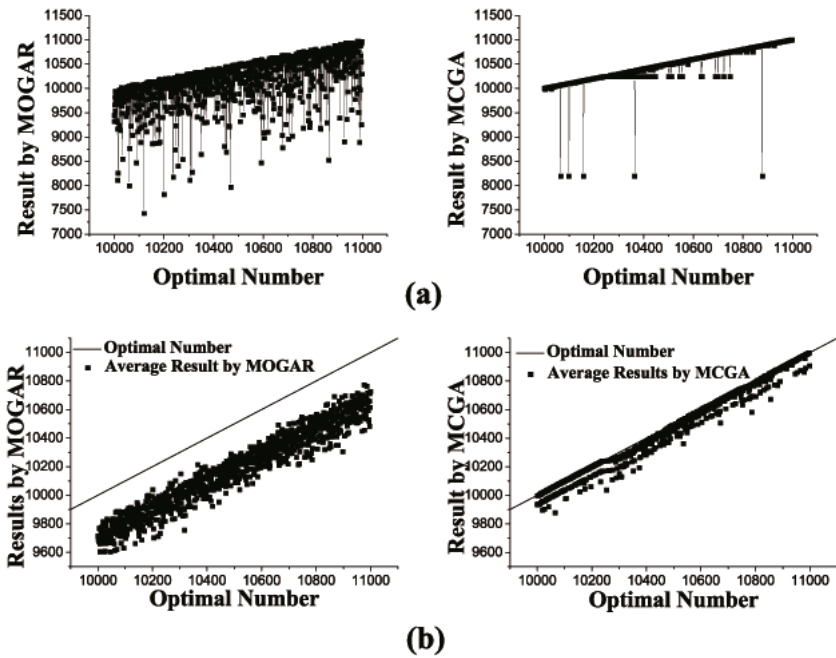 11500
11000
10500
10000
9500
9000
8500
8000
7500
7000
Result by MOGAR
10000 10200 10400 10600 10800 11000
Optimal Number
11500
11000
10500
10000
9500
9000
8500
8000
7500
7000
Result by MCGA
10000 10200 10400 10600 10800 11000
Optimal Number
(a)
11000
10800
10600
10400
10200
10000
9800
9600
Results by MOGAR
Optimal Number
Average Result by MOGAR
10000 10200 10400 10600 10800 11000
Optimal Number
11000
10800
10600
10400
10200
10000
9800
9600
Result by MCGA
Optimal Number
Average Results by MCGA
10000 10200 10400 10600 10800 11000
Optimal Number
(b)